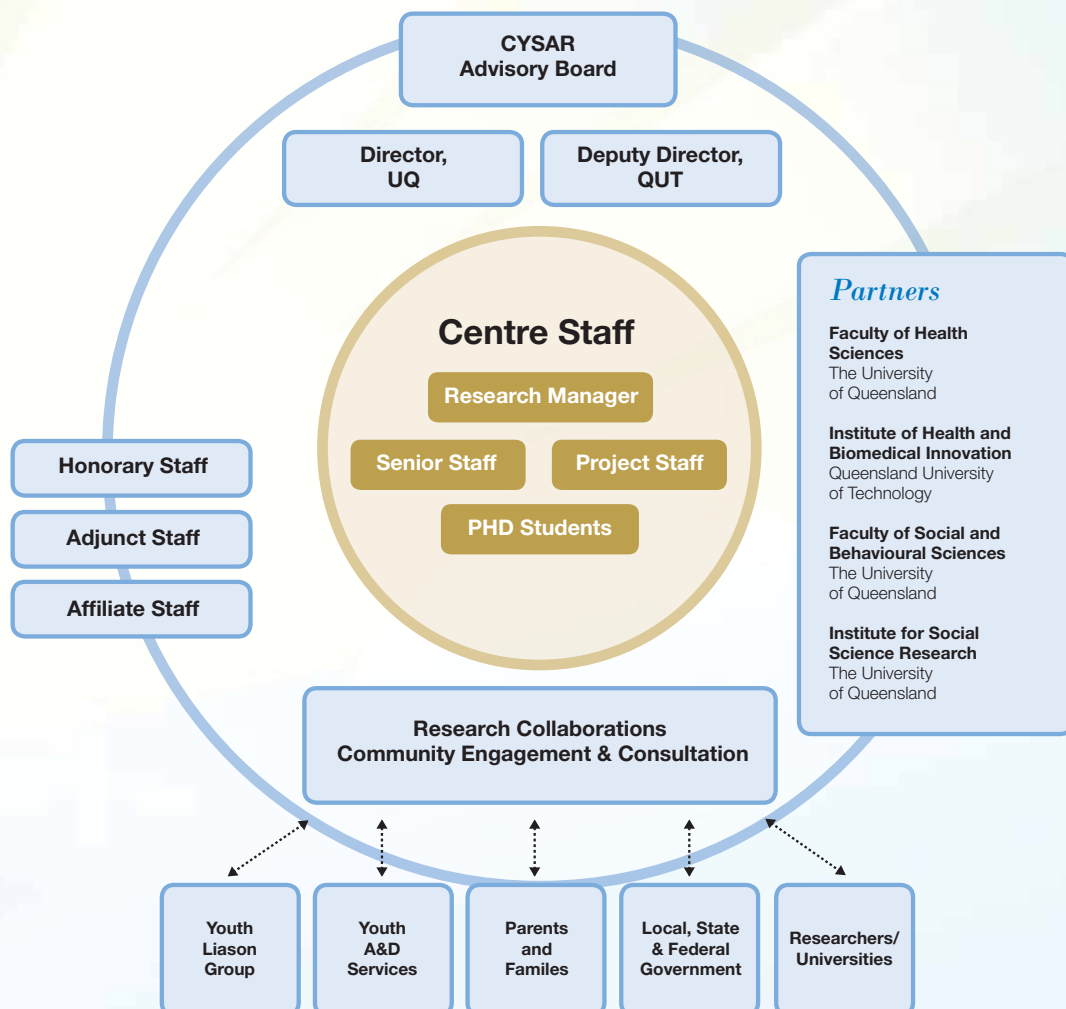 CYSAR
Advisory Board
Director,
UQ
Deputy Director,
QUT
Centre Staff
Research Manager
Senior Staff
Project Staff
PHD Students
Honorary Staff
Adjunct Staff
Affiliate Staff
Partners
Faculty of Health
Sciences
The University
of Queensland
Institute of Health and
Biomedical Innovation
Queensland University
of Technology
Faculty of Social and
Behavioural Sciences
The University
of Queensland
Institute for Social
Science Research
The University
of Queensland
Research Collaborations
Community Engagement & Consultation
Youth
Liason
Group
Youth
A&D
Services
Parents
and
Familes
Local, State
& Federal
Government
Researchers/
Universities